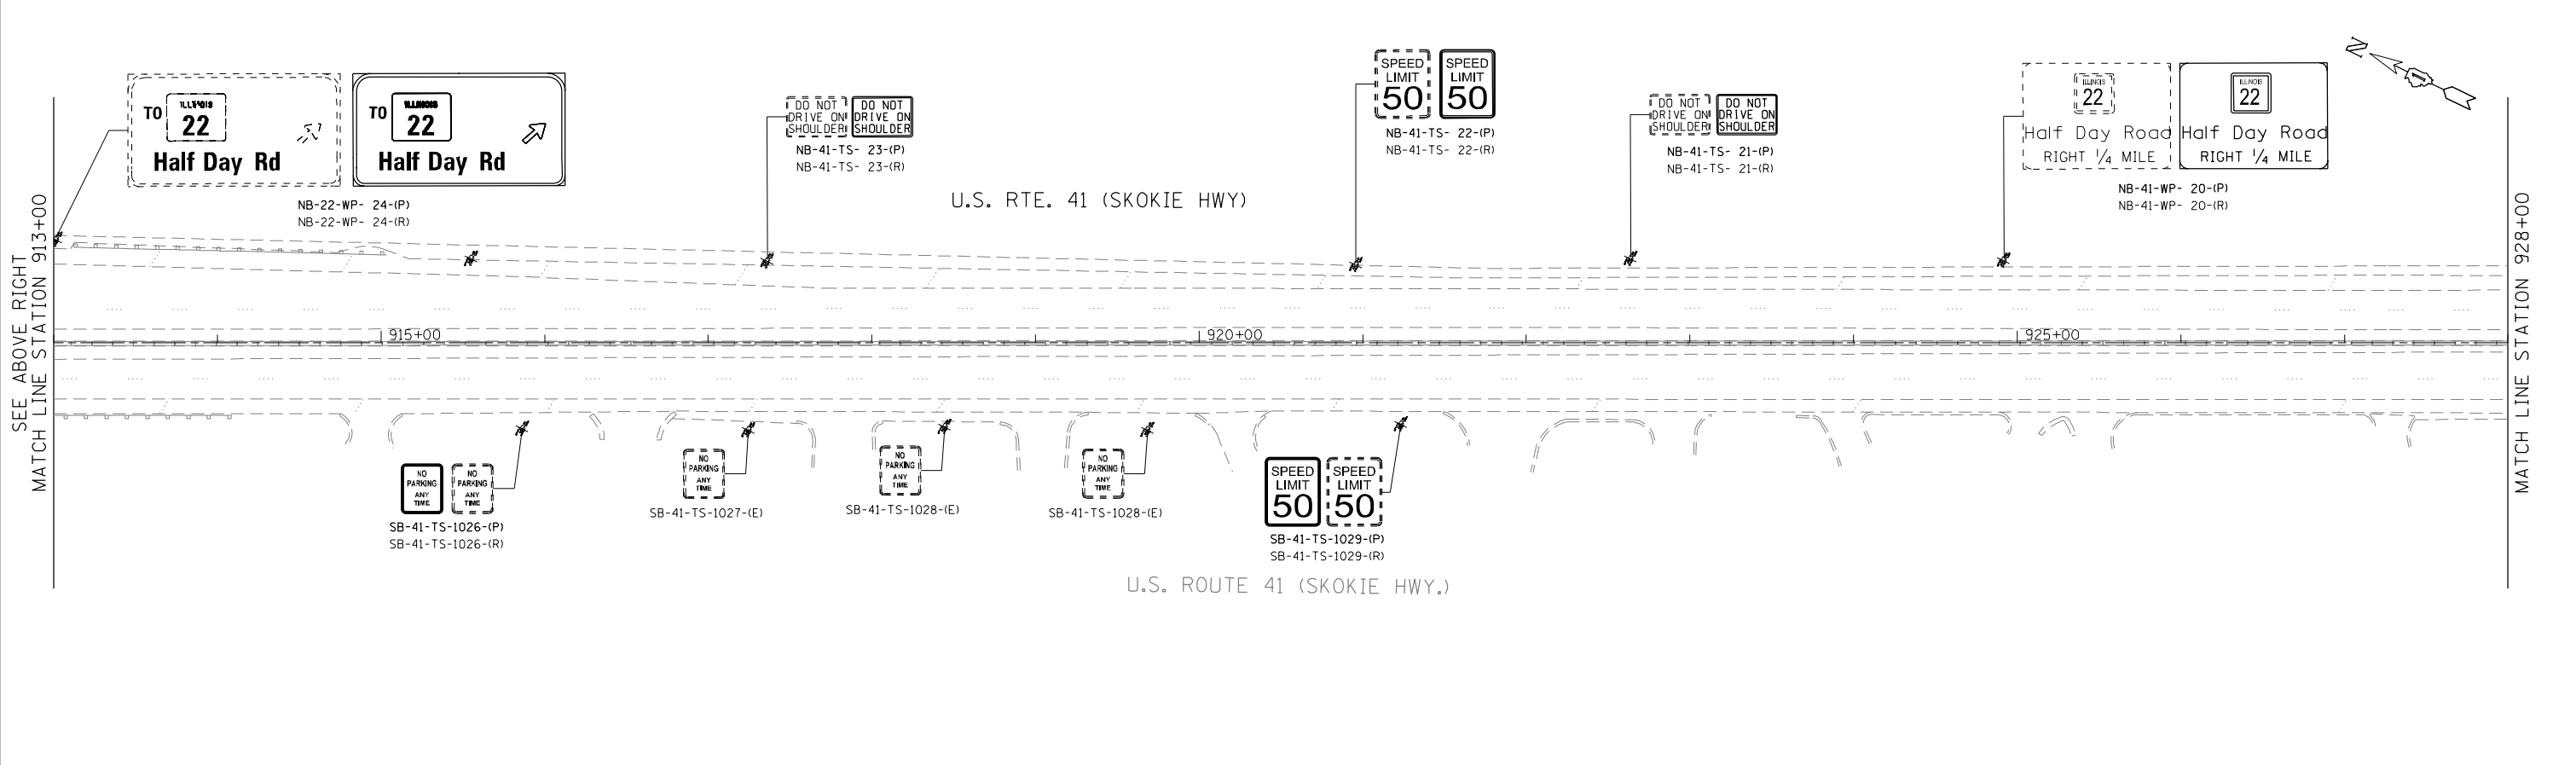 TO
ILLINOIS
22
Half Day Rd
TO
ILLINOIS
22
Half Day Rd
NB-22-WP- 24-(P)
NB-22-WP- 24-(R)
DO NOT
DRIVE ON
SHOULDER
DO NOT
DRIVE ON
SHOULDER
NB-41-TS- 23-(P)
NB-41-TS- 23-(R)
U.S. RTE. 41 (SKOKIE HWY)
SPEED
LIMIT
50
SPEED
LIMIT
50
NB-41-TS- 22-(P)
NB-41-TS- 22-(R)
DO NOT
DRIVE ON
SHOULDER
DO NOT
DRIVE ON
SHOULDER
NB-41-TS- 21-(P)
NB-41-TS- 21-(R)
ILLINOIS
22
Half Day Road
RIGHT 1/4 MILE
ILLINOIS
22
Half Day Road
RIGHT 1/4 MILE
NB-41-WP- 20-(P)
NB-41-WP- 20-(R)
N
SEE ABOVE RIGHT
MATCH LINE STATION 913+00
915+00
920+00
925+00
MATCH LINE STATION 928+00
NO
PARKING
ANY
TIME
NO
PARKING
ANY
TIME
SB-41-TS-1026-(P)
SB-41-TS-1026-(R)
NO
PARKING
ANY
TIME
SB-41-TS-1027-(E)
NO
PARKING
ANY
TIME
SB-41-TS-1028-(E)
NO
PARKING
ANY
TIME
SB-41-TS-1028-(E)
SPEED
LIMIT
50
SPEED
LIMIT
50
SB-41-TS-1029-(P)
SB-41-TS-1029-(R)
U.S. ROUTE 41 (SKOKIE HWY.)